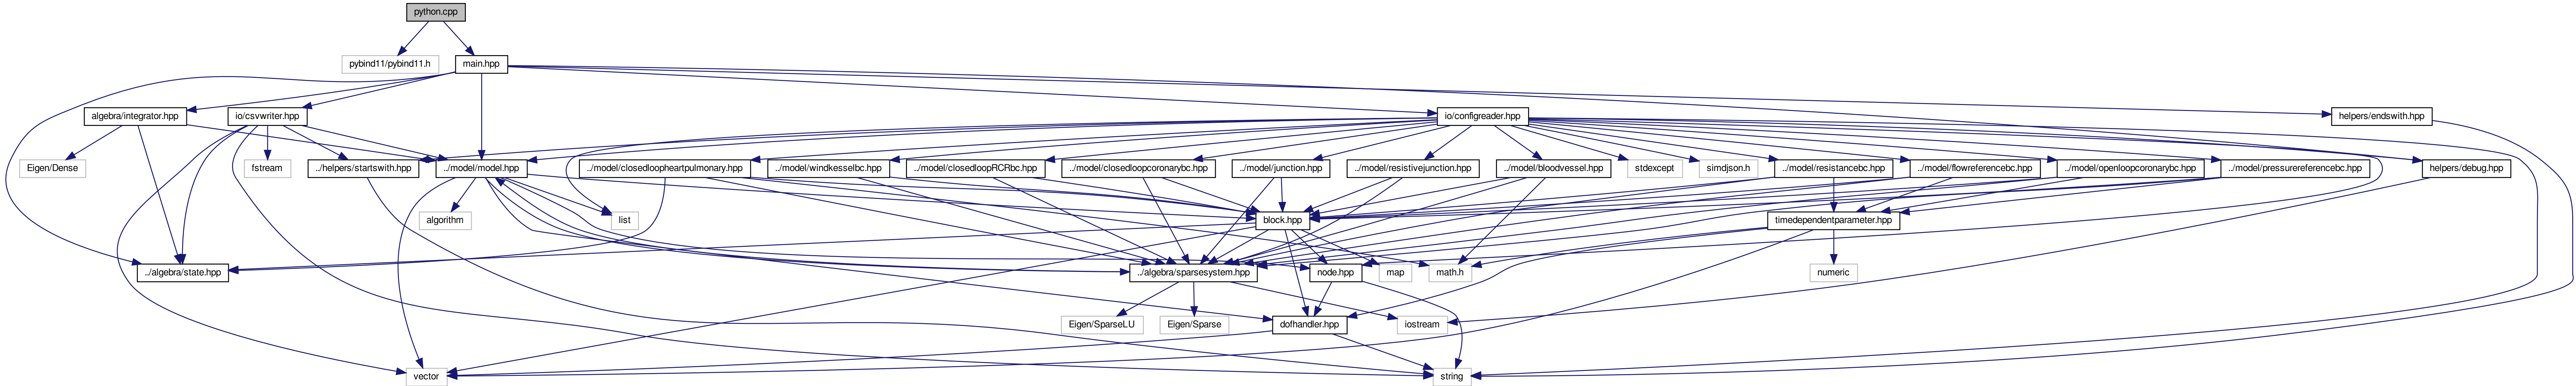 python.cpp
pybind11/pybind11.h
main.hpp
algebra/integrator.hpp
io/csvwriter.hpp
io/configreader.hpp
helpers/endswith.hpp
Eigen/Dense
fstream
../helpers/startswith.hpp
../model/model.hpp
../model/closedloopheartpulmonary.hpp
../model/windkesselbc.hpp
../model/closedloopRCRbc.hpp
../model/closedloopcoronarybc.hpp
../model/junction.hpp
../model/resistivejunction.hpp
../model/bloodvessel.hpp
stdexcept
simdjson.h
../model/resistancebc.hpp
../model/flowreferencebc.hpp
../model/openloopcoronarybc.hpp
../model/pressurereferencebc.hpp
helpers/debug.hpp
algorithm
list
block.hpp
timedependentparameter.hpp
../algebra/state.hpp
../algebra/sparsesystem.hpp
node.hpp
map
math.h
numeric
Eigen/SparseLU
Eigen/Sparse
dofhandler.hpp
iostream
vector
string